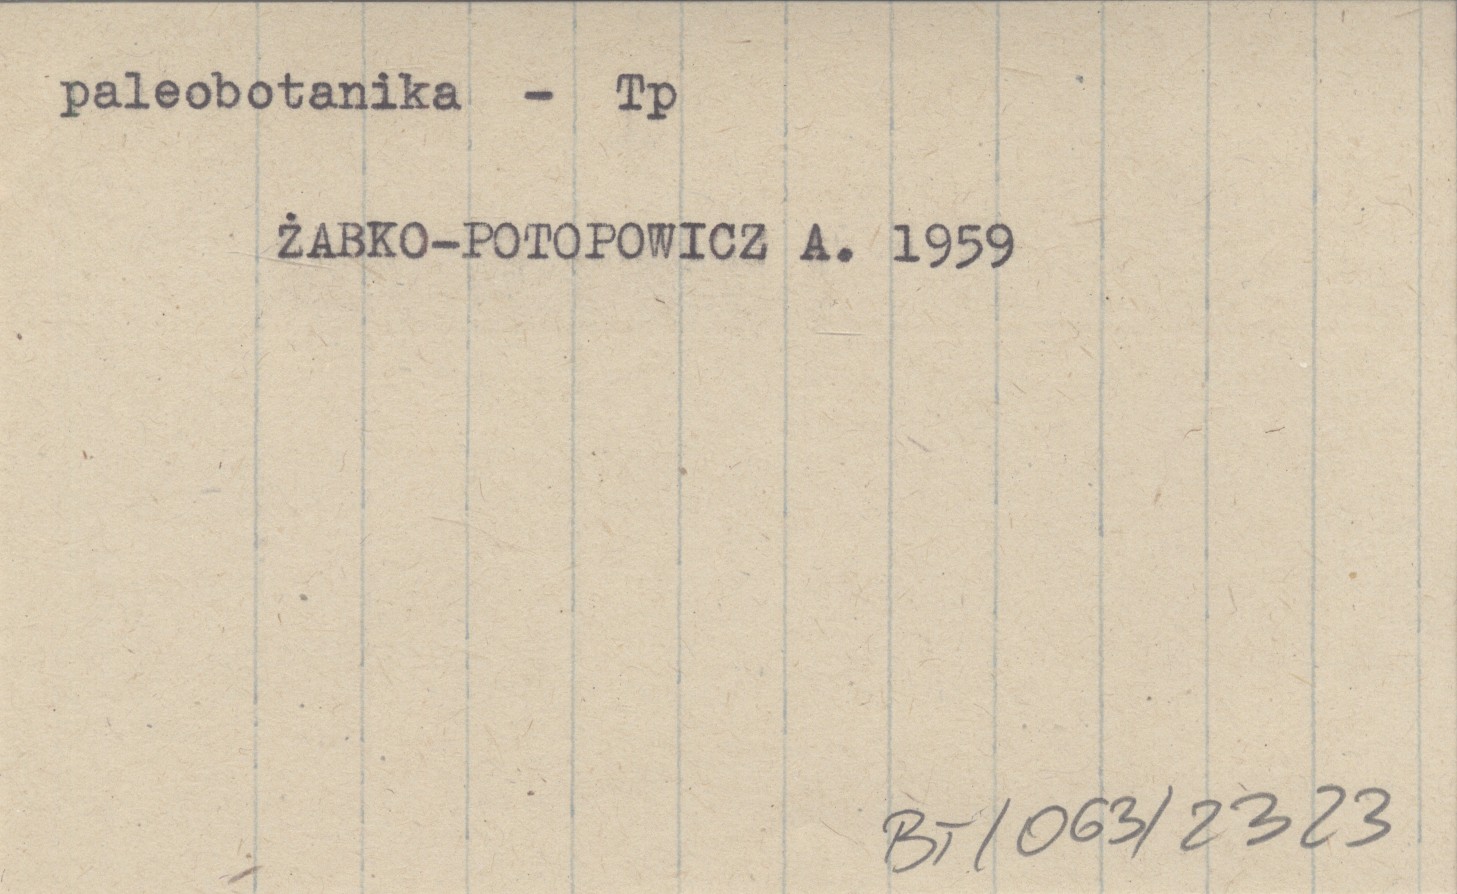 paleobotanika - Tp
ŻABKO-POTOPOWICZ A. 1959
BT/063/2323